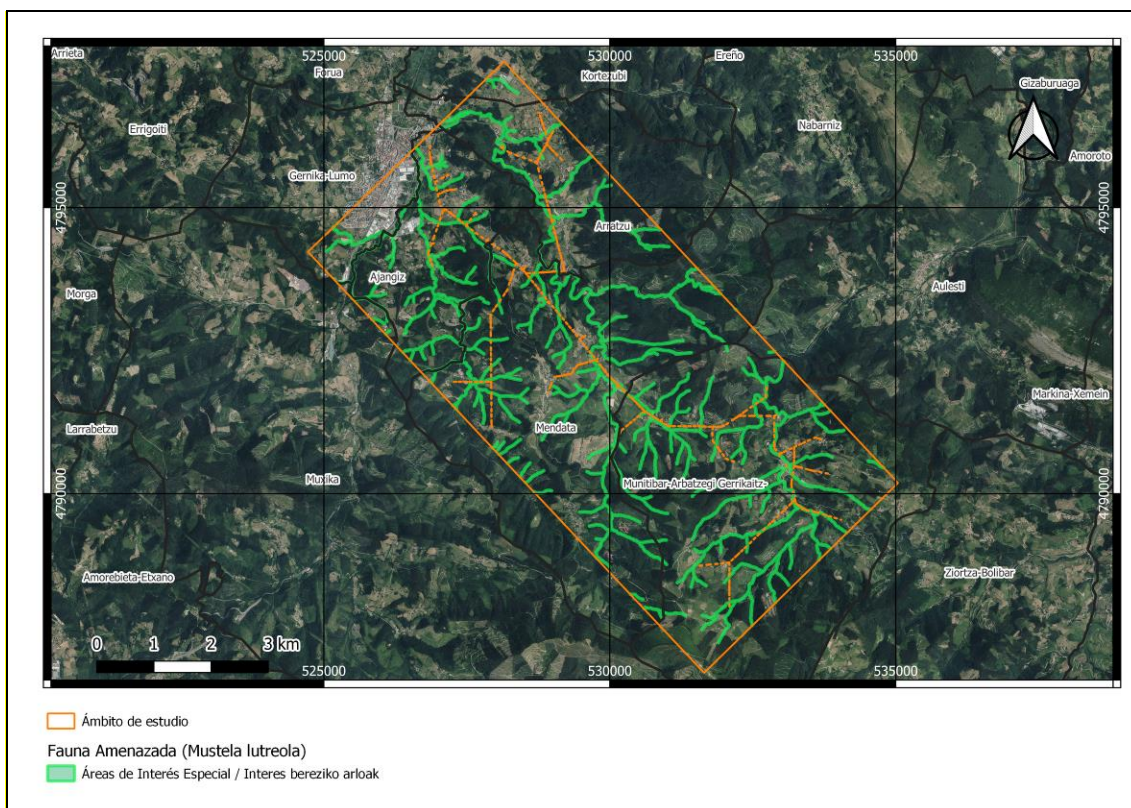 525000
530000
535000
Arrieta
Forua
Kortezubi
Ereño
Gizaburuaga
Errigoiti
Nabarniz
Amoroto
Gernika-Lumo
4795000
4795000
Arratzu
Ajangiz
Morga
Aulesti
Markina-Xemein
Larrabetzu
Mendata
Muxika
Munitibar-Arbatzegi Gerrikaitz-
4790000
4790000
Amorebieta-Etxano
Ziortza-Bolibar
0 1 2 3 km
525000
530000
535000
Ámbito de estudio
Fauna Amenazada (Mustela lutreola)
Áreas de Interés Especial / Interes bereziko arloak